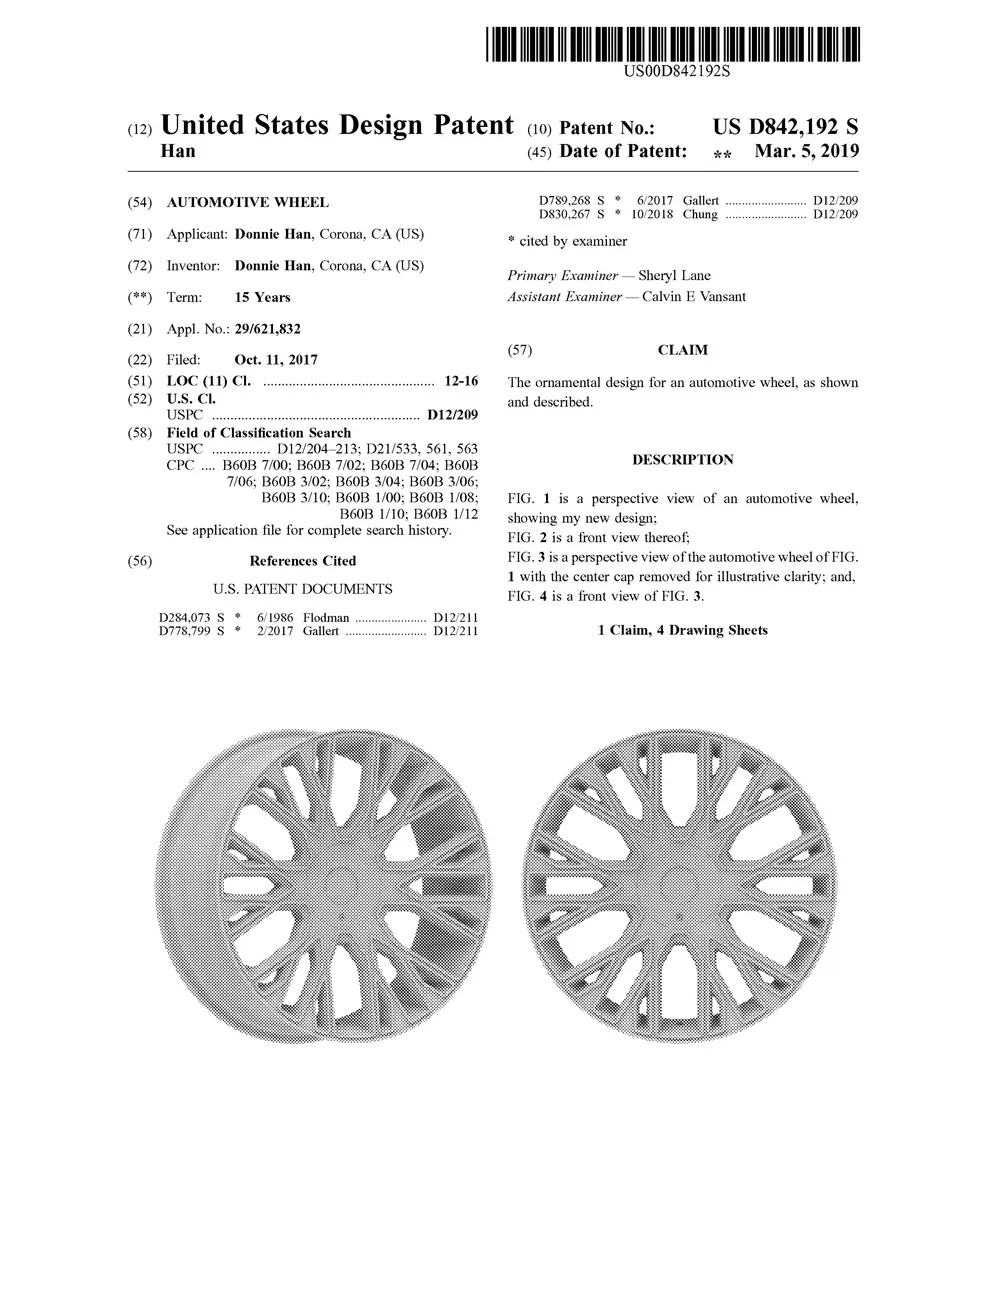 US00D842192S
(12) United States Design Patent
Han
(10) Patent No.: US D842,192 S
(45) Date of Patent: ** Mar. 5, 2019
(54) AUTOMOTIVE WHEEL
(71) Applicant: Donnie Han, Corona, CA (US)
(72) Inventor: Donnie Han, Corona, CA (US)
(**) Term: 15 Years
(21) Appl. No.: 29/621,832
(22) Filed: Oct. 11, 2017
(51) LOC (11) Cl. ............................................... 12-16
(52) U.S. Cl.
USPC ......................................................... D12/209
(58) Field of Classification Search
USPC ................ D12/204–213; D21/533, 561, 563
CPC .... B60B 7/00; B60B 7/02; B60B 7/04; B60B
7/06; B60B 3/02; B60B 3/04; B60B 3/06;
B60B 3/10; B60B 1/00; B60B 1/08;
B60B 1/10; B60B 1/12
See application file for complete search history.
(56) References Cited
U.S. PATENT DOCUMENTS
D284,073 S * 6/1986 Flodman ...................... D12/211
D778,799 S * 2/2017 Gallert ......................... D12/211
D789,268 S * 6/2017 Gallert ......................... D12/209
D830,267 S * 10/2018 Chung ......................... D12/209
* cited by examiner
Primary Examiner — Sheryl Lane
Assistant Examiner — Calvin E Vansant
(57) CLAIM
The ornamental design for an automotive wheel, as shown
and described.
DESCRIPTION
FIG. 1 is a perspective view of an automotive wheel,
showing my new design;
FIG. 2 is a front view thereof;
FIG. 3 is a perspective view of the automotive wheel of FIG.
1 with the center cap removed for illustrative clarity; and,
FIG. 4 is a front view of FIG. 3.
1 Claim, 4 Drawing Sheets